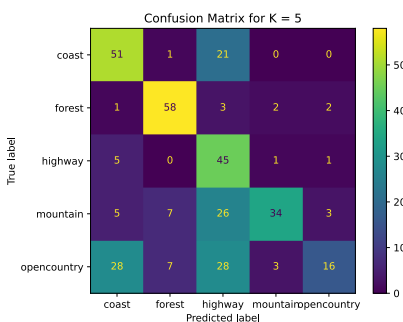 Confusion Matrix for K = 5
coast 51 1 21 0 0
forest 1 58 3 2 2
highway 5 0 45 1 1
mountain 5 7 26 34 3
opencountry 28 7 28 3 16
coast forest highway mountain opencountry
Predicted label
True label
50
40
30
20
10
0